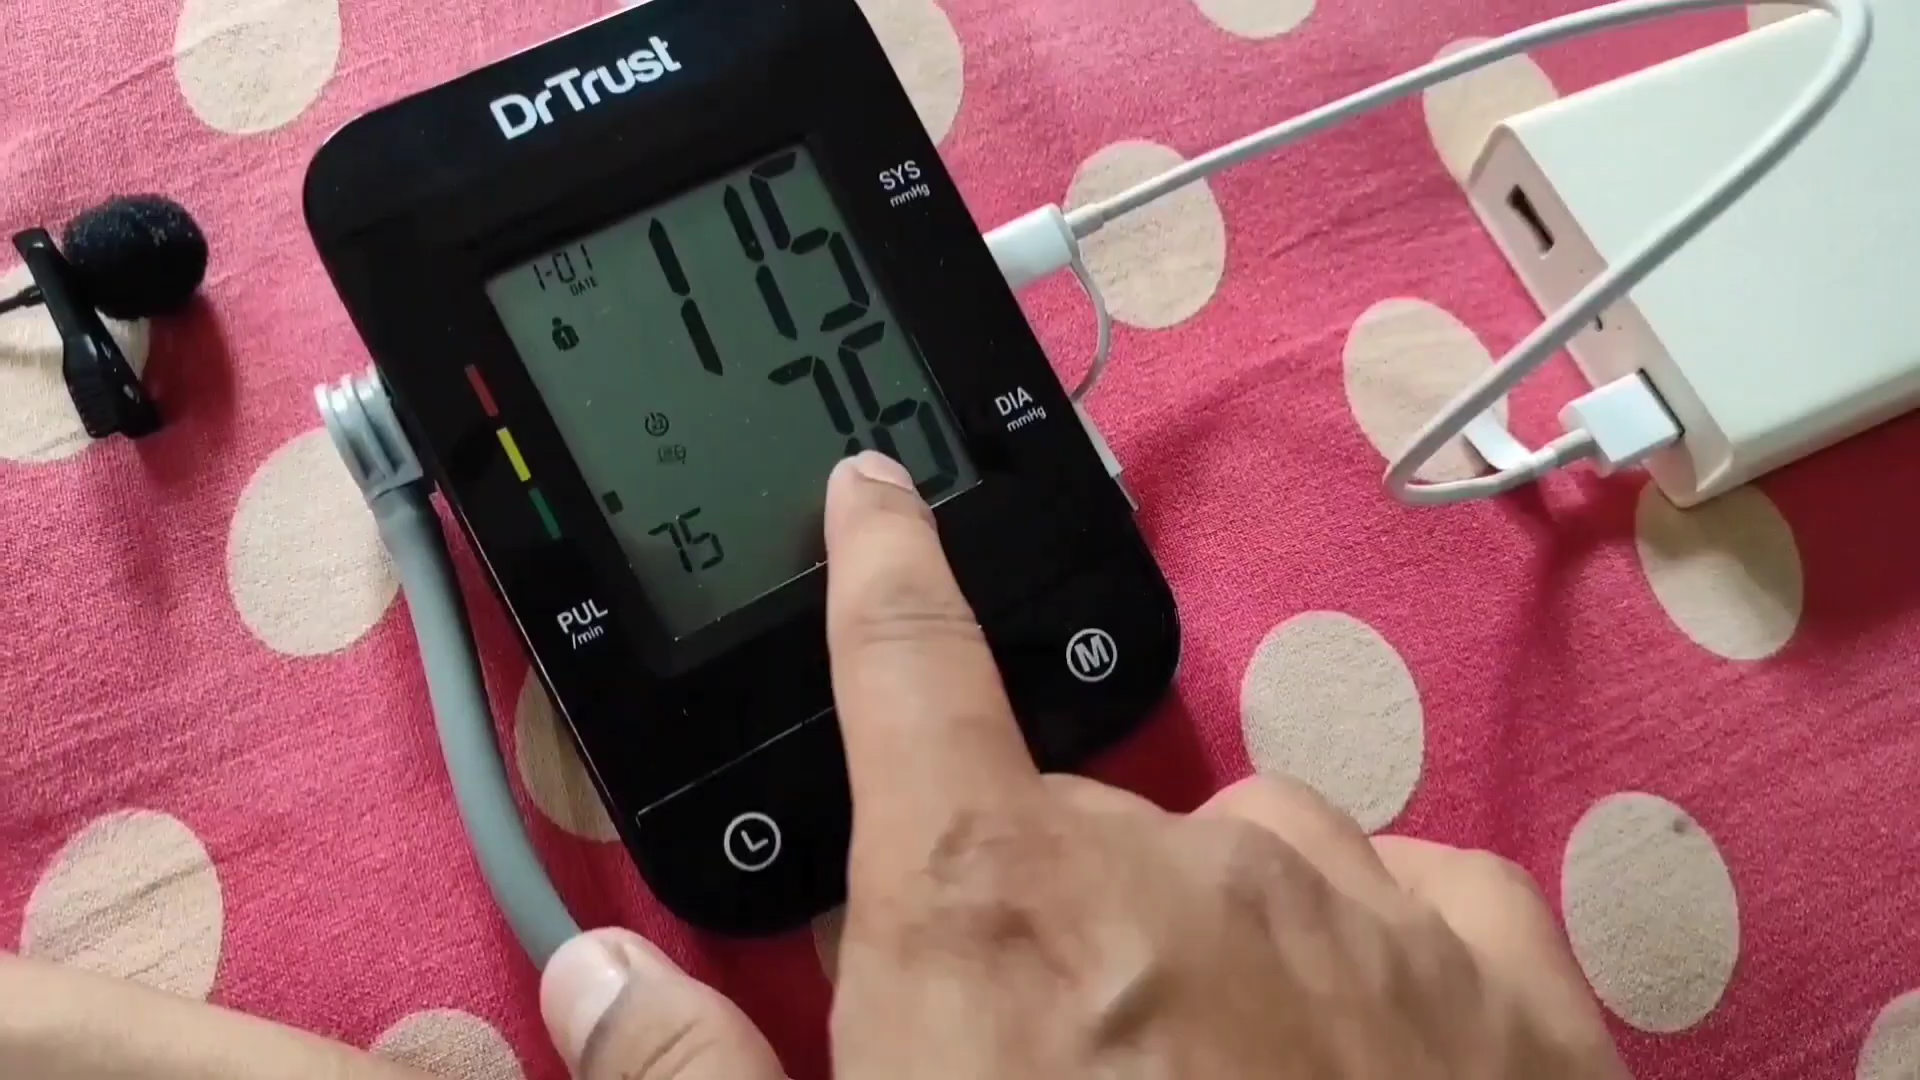 DrTrust
SYS
mmHg
1-01
DATE
115
76
DIA
mmHg
75
PUL
/min
M